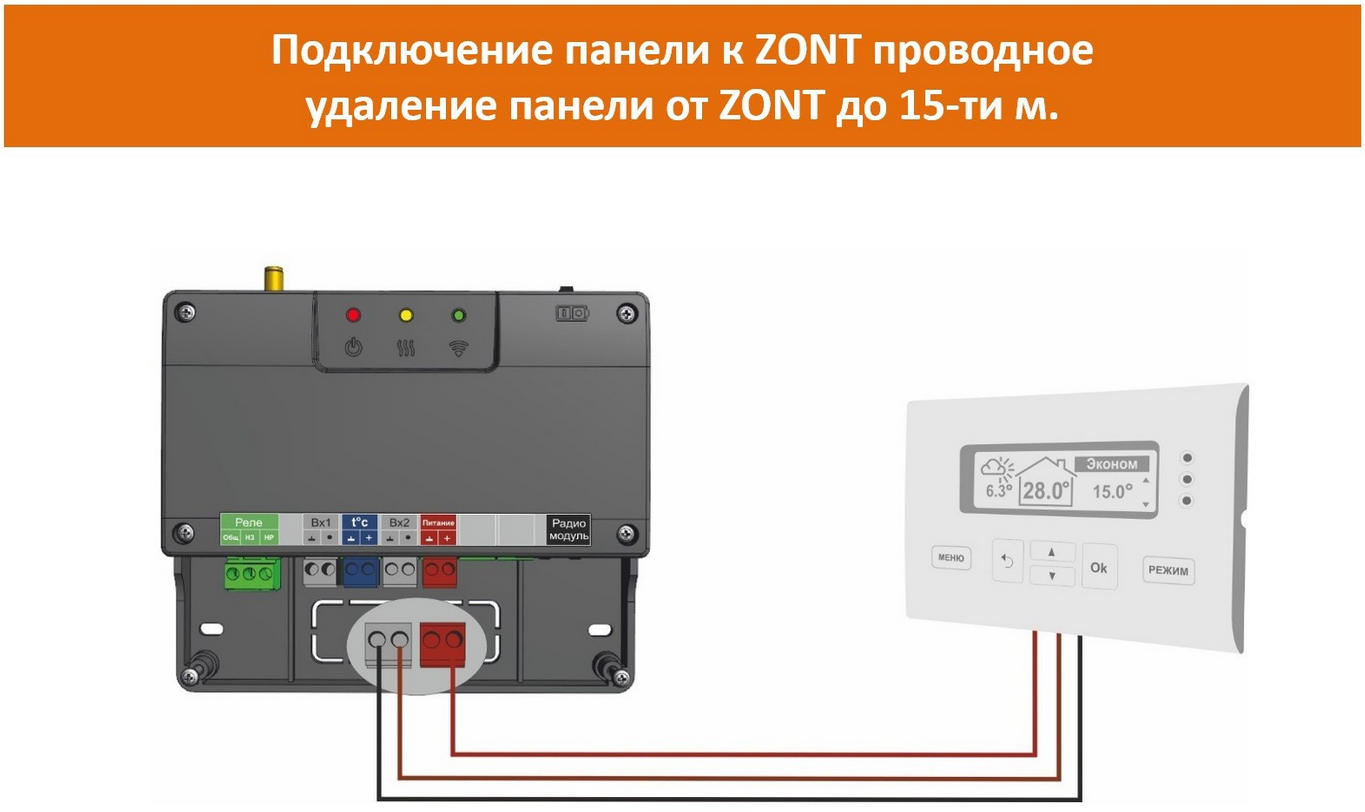 Подключение панели к ZONT проводное
удаление панели от ZONT до 15-ти м.
Реле
Общ НЗ НР
Вх1
t°c
+
Вх2
Питание
+
Радио
модуль
Эконом
6.3°
28.0°
15.0°
МЕНЮ
Ok
РЕЖИМ